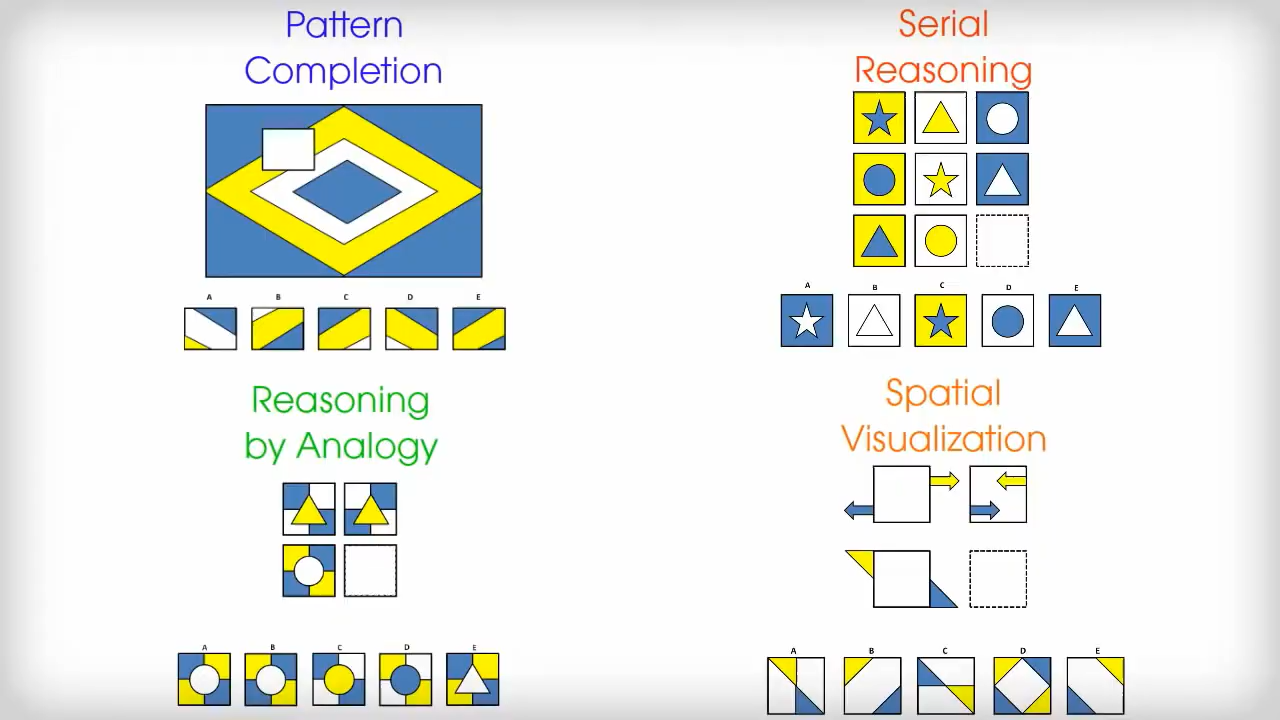 Pattern
Completion
A B C D E
Serial
Reasoning
A B C D E
Reasoning
by Analogy
A B C D E
Spatial
Visualization
A B C D E